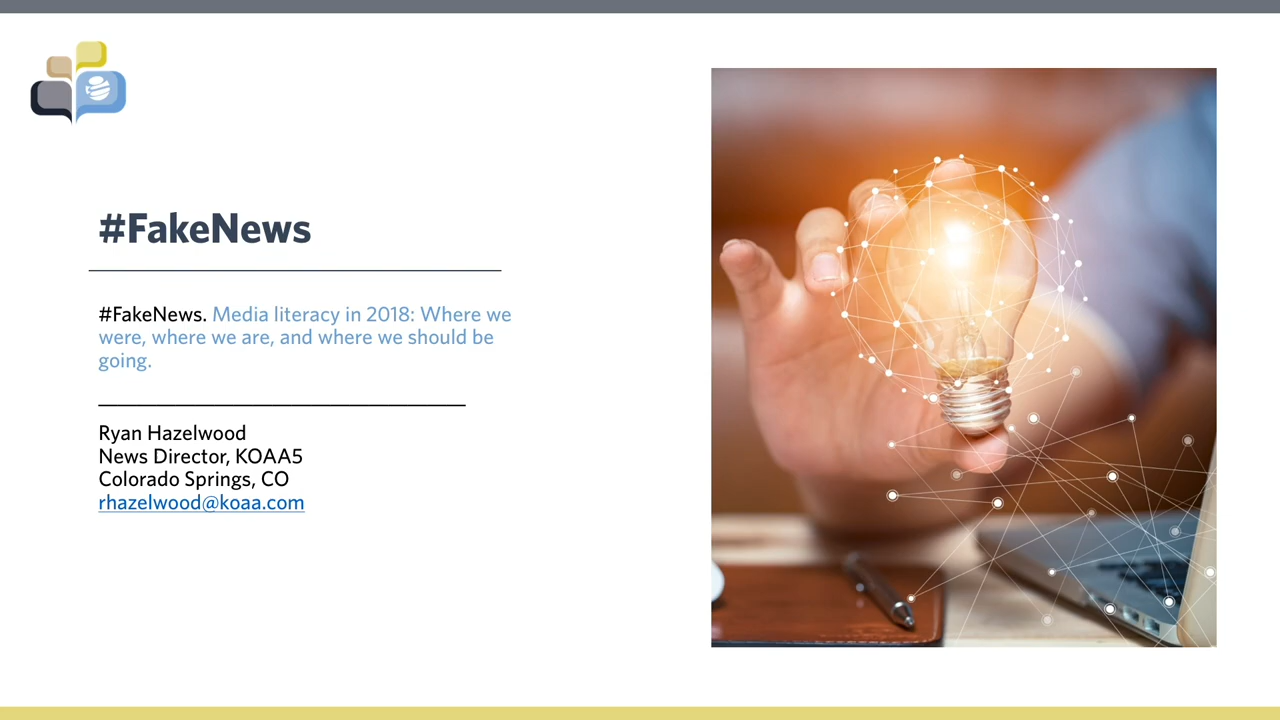 #FakeNews
#FakeNews. Media literacy in 2018: Where we
were, where we are, and where we should be
going.
Ryan Hazelwood
News Director, KOAA5
Colorado Springs, CO
rhazelwood@koaa.com